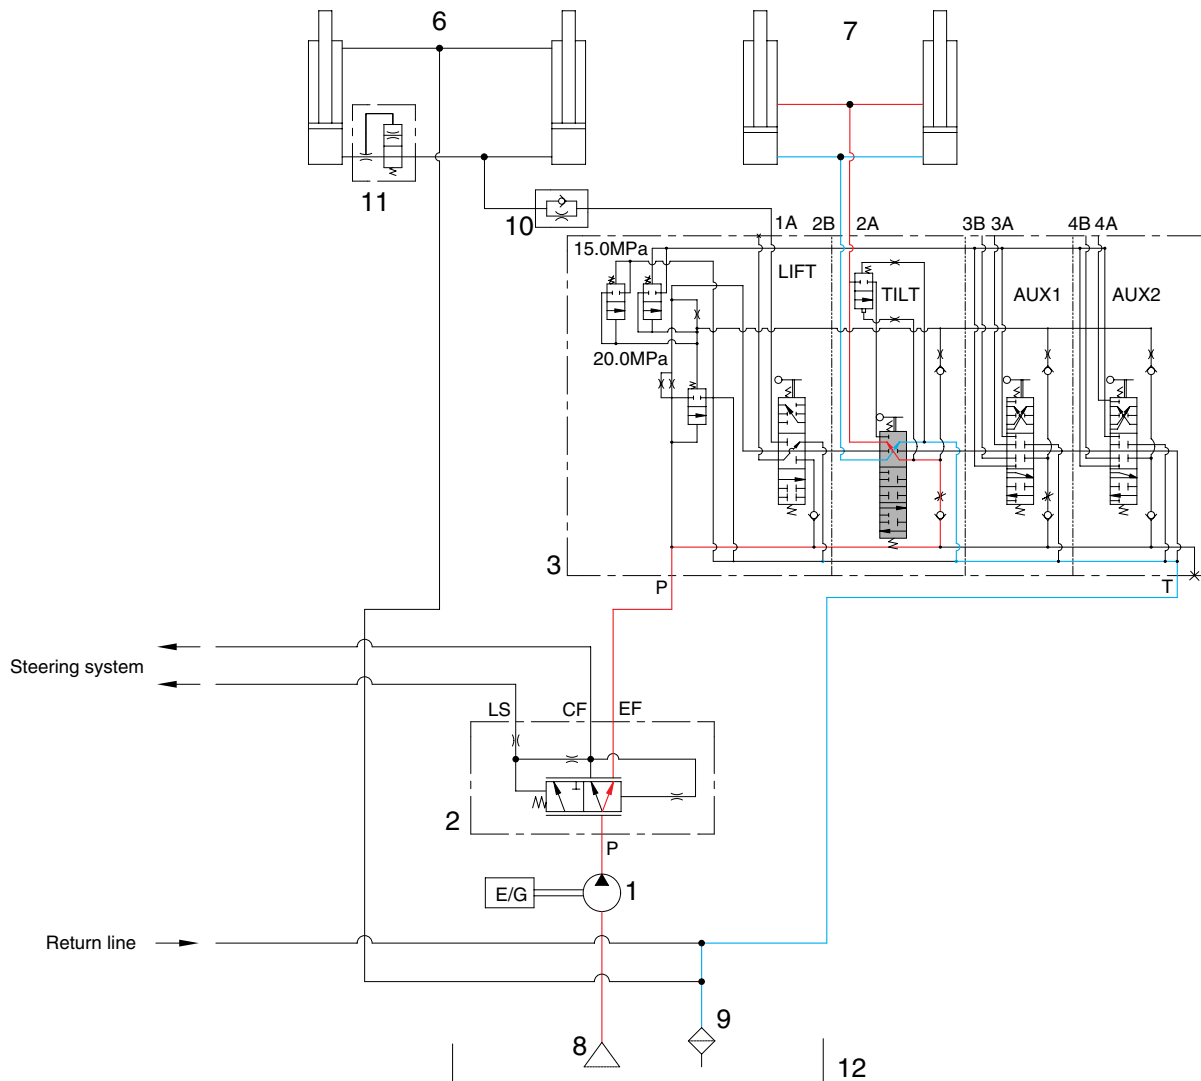 6
7
11
10
1A
2B
2A
3B
3A
4B
4A
15.0MPa
LIFT
TILT
AUX1
AUX2
20.0MPa
3
P
T
Steering system
LS
CF
EF
2
P
E/G
1
Return line
9
8
12